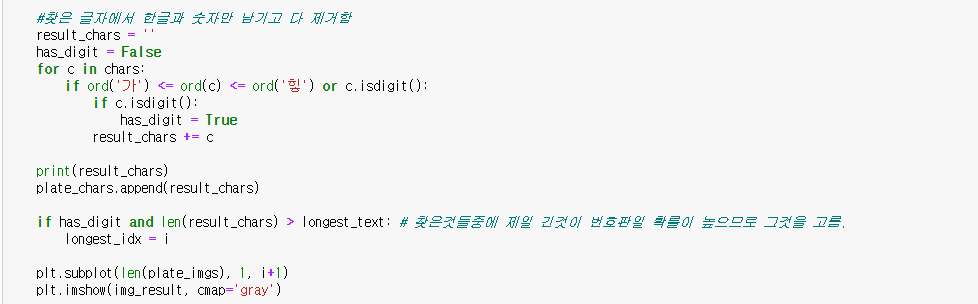 #찾은 글자에서 한글과 숫자만 남기고 다 제거함
result_chars = ''
has_digit = False
for c in chars:
if ord('가') <= ord(c) <= ord('힣') or c.isdigit():
if c.isdigit():
has_digit = True
result_chars += c
print(result_chars)
plate_chars.append(result_chars)
if has_digit and len(result_chars) > longest_text: # 찾은것들중에 제일 긴것이 번호판일 확률이 높으므로 그것을 고름.
longest_idx = i
plt.subplot(len(plate_imgs), 1, i+1)
plt.imshow(img_result, cmap='gray')